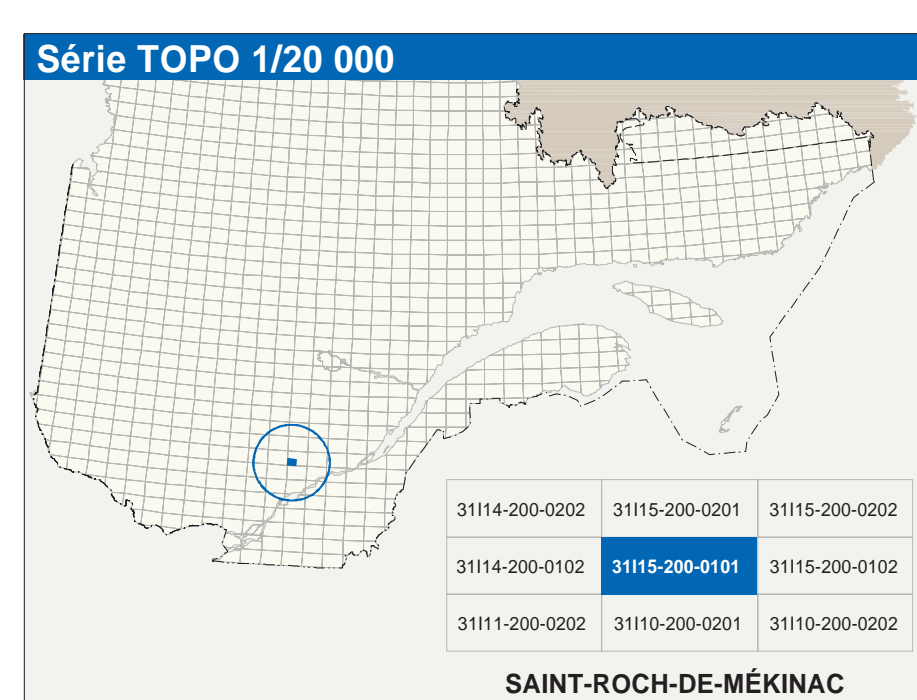 Série TOPO 1/20 000
31I14-200-0202 31I15-200-0201 31I15-200-0202
31I14-200-0102 31I15-200-0101 31I15-200-0102
31I11-200-0202 31I10-200-0201 31I10-200-0202
SAINT-ROCH-DE-MÉKINAC